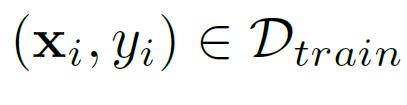 (𝐱ᵢ, yᵢ) ∈ 𝒟ₜᵣₐᵢₙ